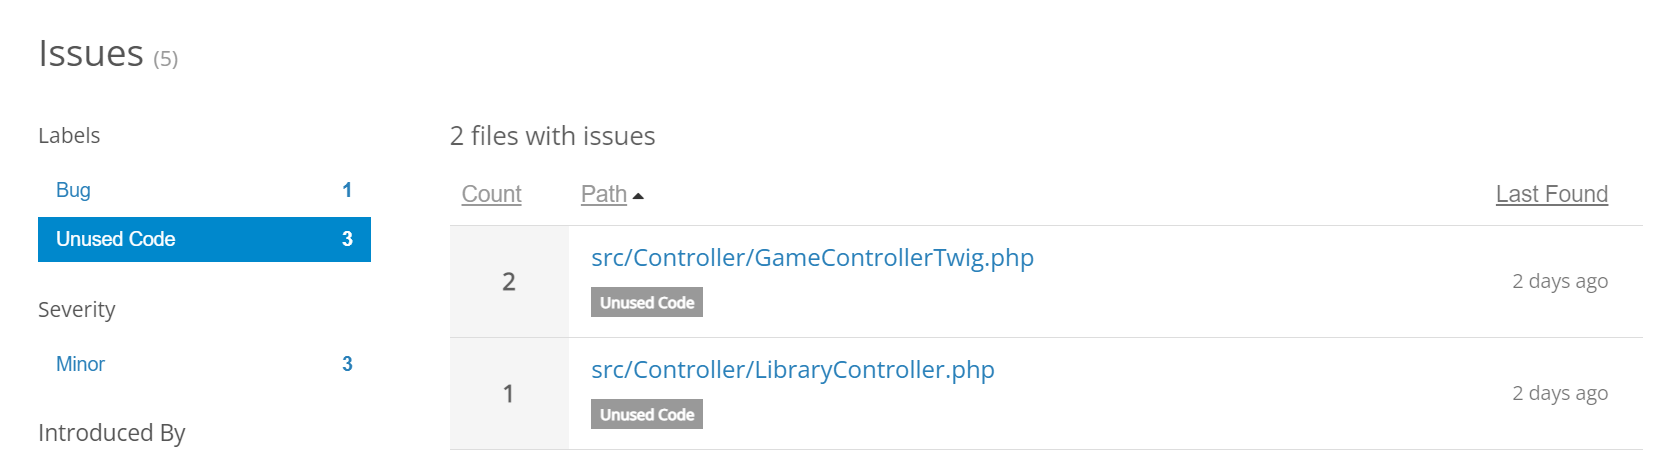 Issues (5)
Labels
Bug 1
Unused Code 3
Severity
Minor 3
Introduced By
2 files with issues
Count Path Last Found
2 src/Controller/GameControllerTwig.php 2 days ago
Unused Code
1 src/Controller/LibraryController.php 2 days ago
Unused Code